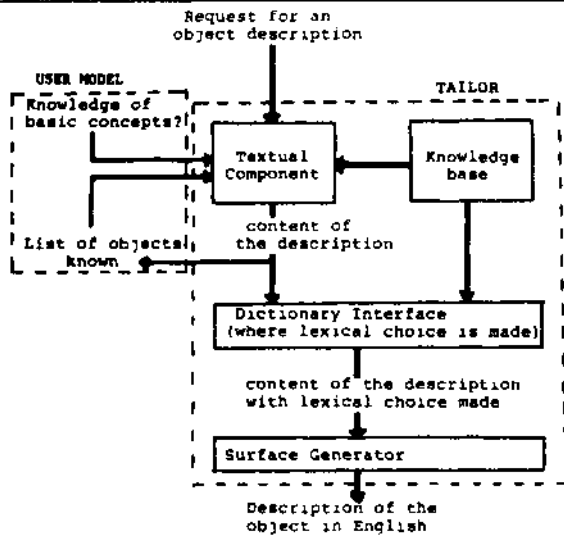 Request for an
object description
USER MODEL
TAILOR
Knowledge of
basic concepts?
Textual
Component
Knowledge
base
content of
the description
List of objects
known
Dictionary Interface
(where lexical choice is made)
content of the description
with lexical choice made
Surface Generator
Description of the
object in English